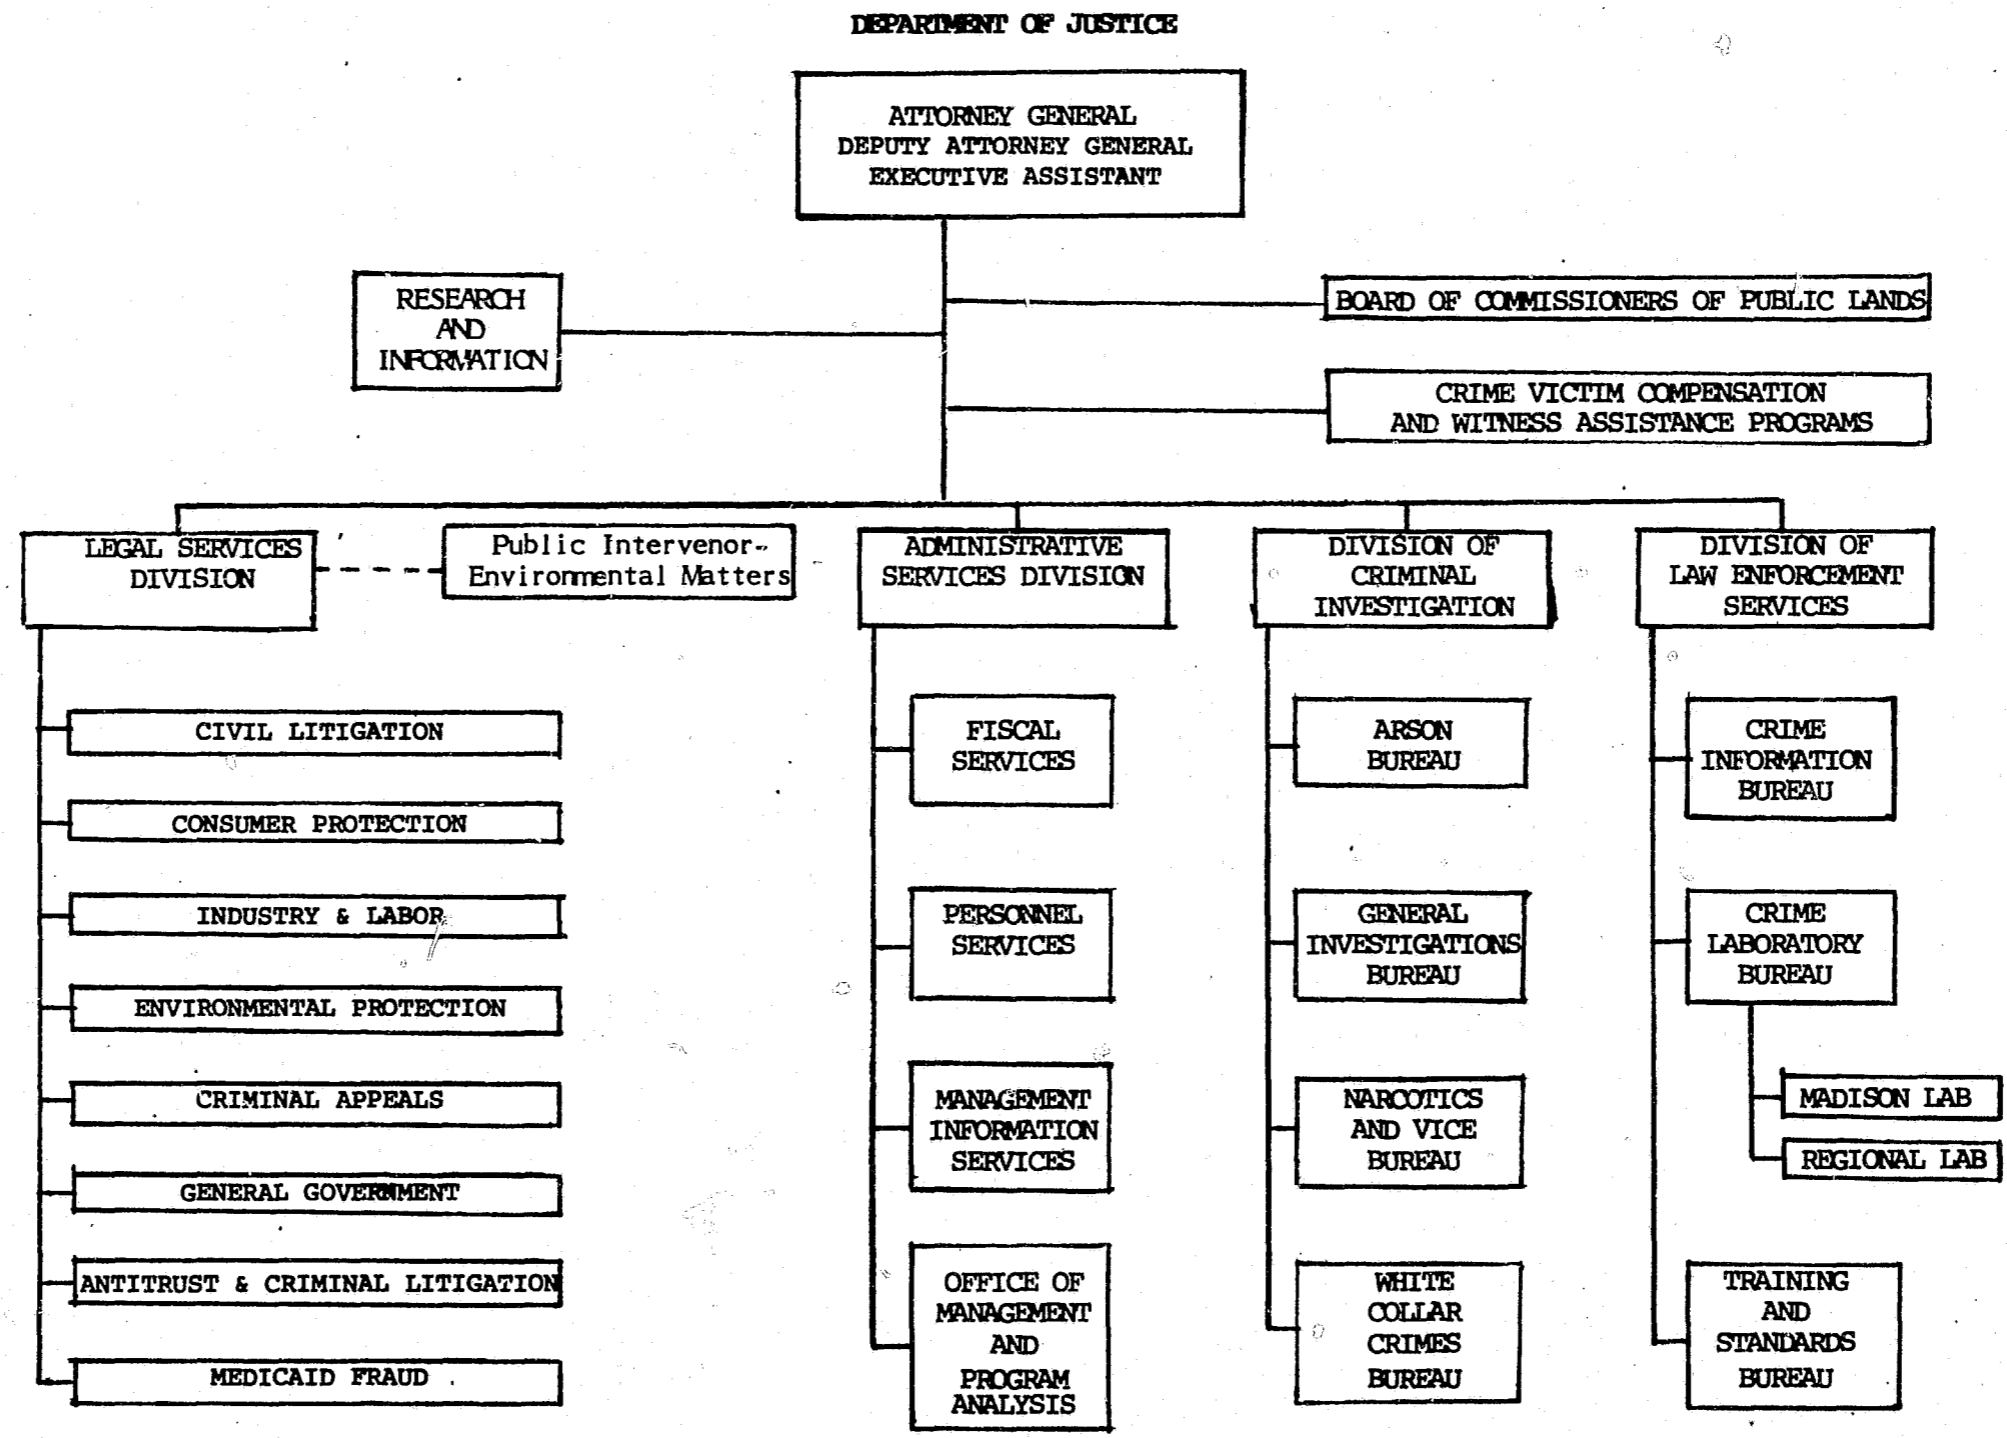 DEPARTMENT OF JUSTICE
ATTORNEY GENERAL
DEPUTY ATTORNEY GENERAL
EXECUTIVE ASSISTANT
RESEARCH
AND
INFORMATION
BOARD OF COMMISSIONERS OF PUBLIC LANDS
CRIME VICTIM COMPENSATION
AND WITNESS ASSISTANCE PROGRAMS
LEGAL SERVICES
DIVISION
Public Intervenor-
Environmental Matters
ADMINISTRATIVE
SERVICES DIVISION
DIVISION OF
CRIMINAL
INVESTIGATION
DIVISION OF
LAW ENFORCEMENT
SERVICES
CIVIL LITIGATION
CONSUMER PROTECTION
INDUSTRY & LABOR
ENVIRONMENTAL PROTECTION
CRIMINAL APPEALS
GENERAL GOVERNMENT
ANTITRUST & CRIMINAL LITIGATION
MEDICAID FRAUD
FISCAL
SERVICES
PERSONNEL
SERVICES
MANAGEMENT
INFORMATION
SERVICES
OFFICE OF
MANAGEMENT
AND
PROGRAM
ANALYSIS
ARSON
BUREAU
GENERAL
INVESTIGATIONS
BUREAU
NARCOTICS
AND VICE
BUREAU
WHITE
COLLAR
CRIMES
BUREAU
CRIME
INFORMATION
BUREAU
CRIME
LABORATORY
BUREAU
MADISON LAB
REGIONAL LAB
TRAINING
AND
STANDARDS
BUREAU